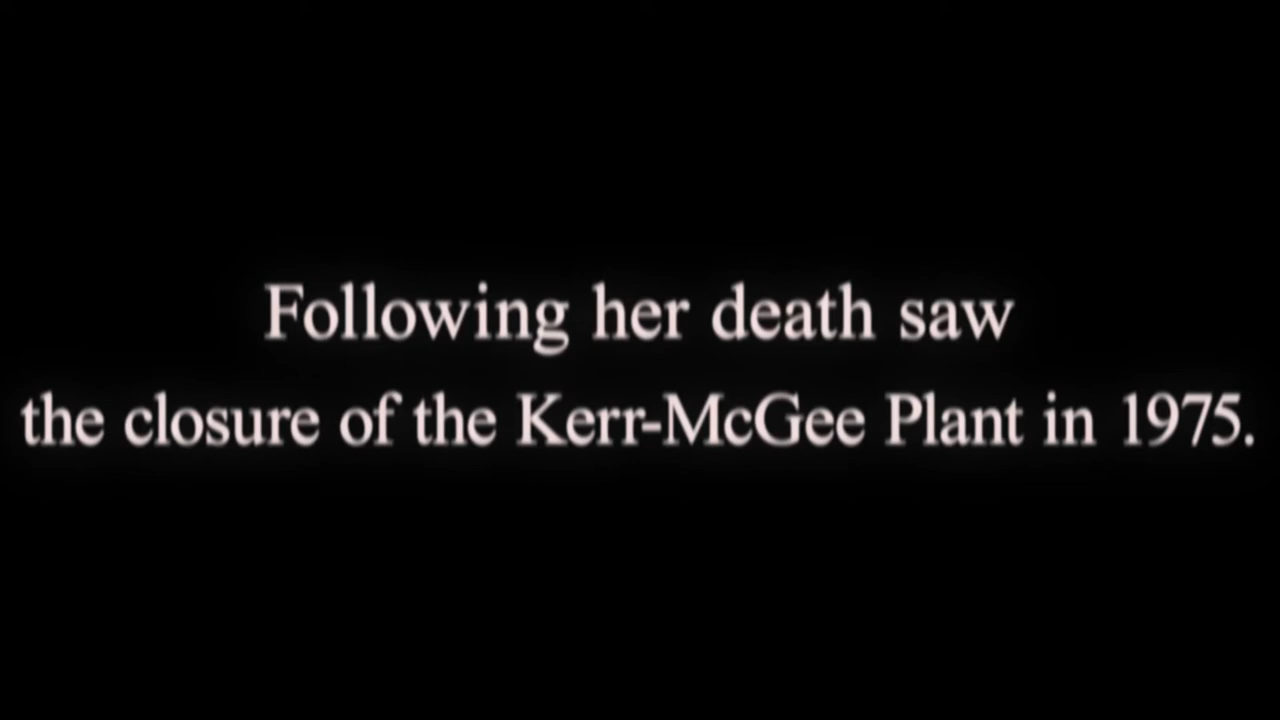 Following her death saw
the closure of the Kerr-McGee Plant in 1975.